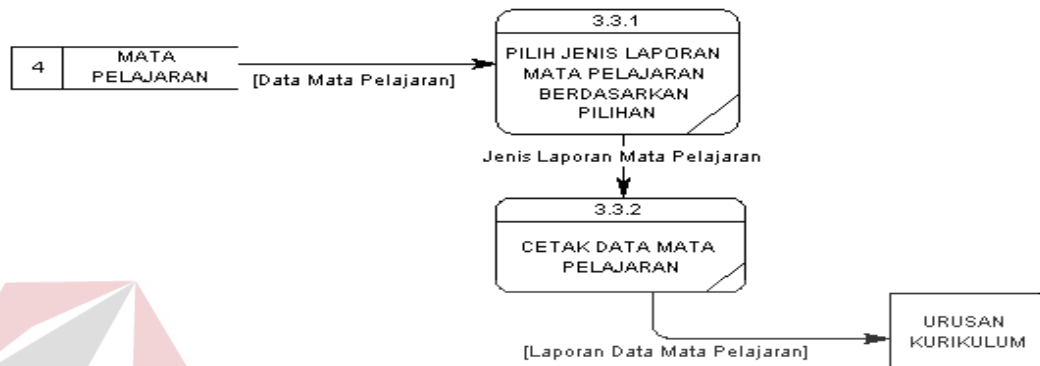 3.3.1
4
MATA
PELAJARAN
[Data Mata Pelajaran]
PILIH JENIS LAPORAN
MATA PELAJARAN
BERDASARKAN
PILIHAN
Jenis Laporan Mata Pelajaran
3.3.2
CETAK DATA MATA
PELAJARAN
[Laporan Data Mata Pelajaran]
URUSAN
KURIKULUM